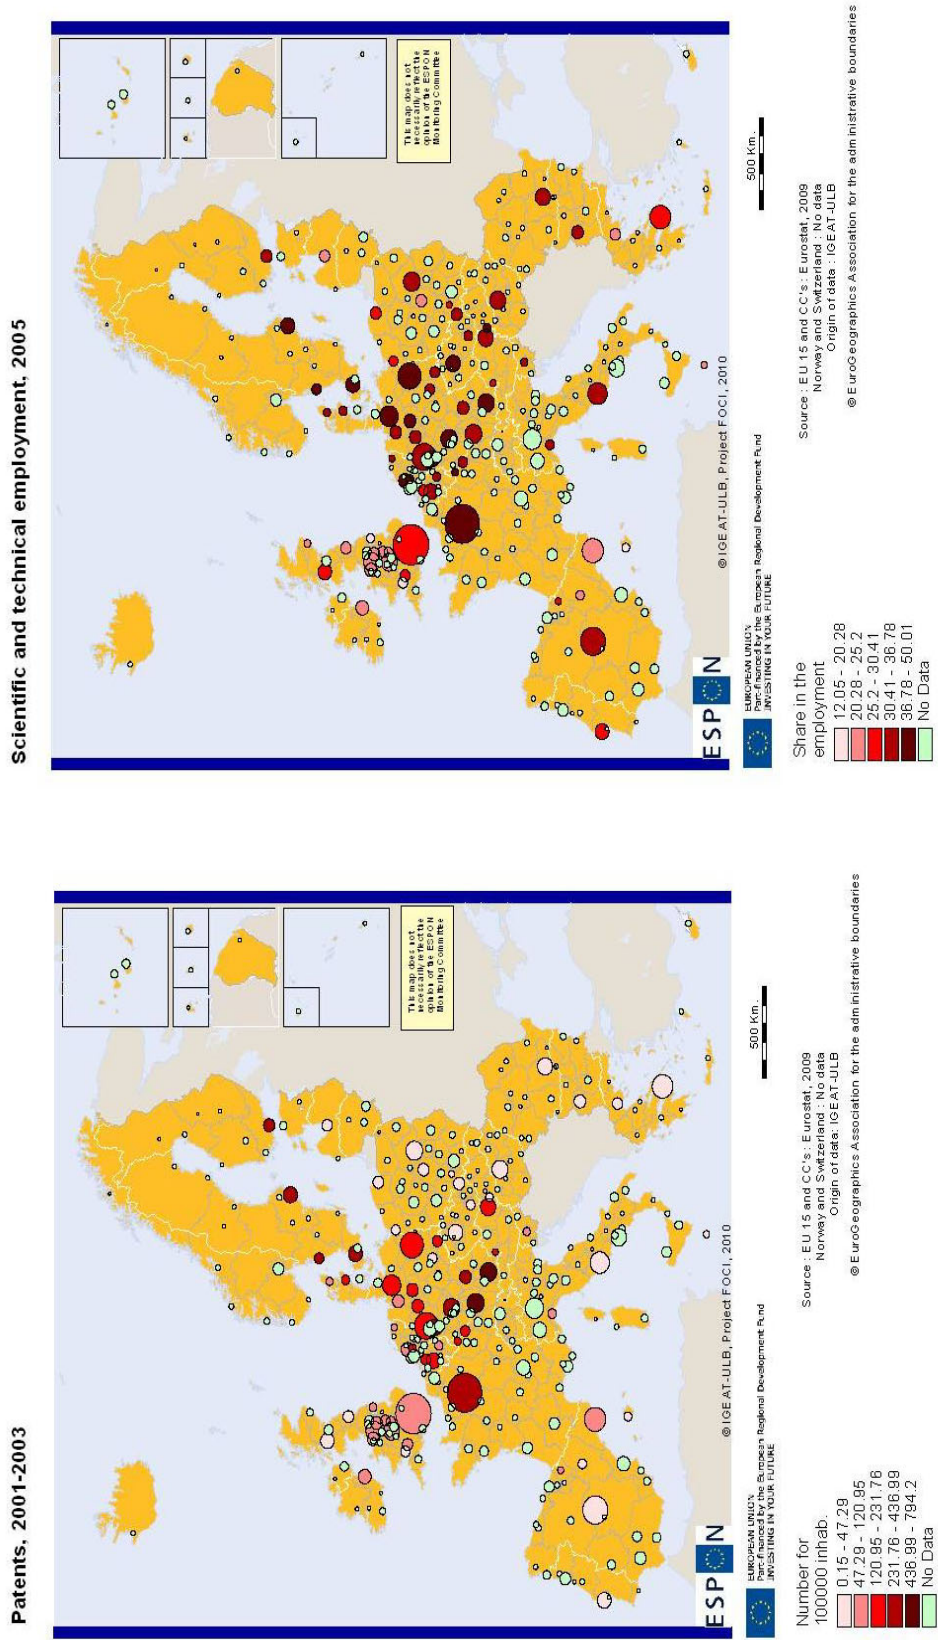 Patents, 2001-2003
This map does not
necessarily reflect the
opinion of the ESPON
Monitoring Committee
© IGEAT-ULB, Project FOCI, 2010
500 Km.
ESPON
EUROPEAN UNION
Part-financed by the European Regional Development Fund
INVESTING IN YOUR FUTURE
Number for
100000 inhab.
0.15 - 47.29
47.29 - 120.95
120.95 - 231.76
231.76 - 436.99
436.99 - 794.2
No Data
Source : EU 15 and CC's : Eurostat, 2009
Norway and Switzerland : No data
Origin of data: IGEAT-ULB
© EuroGeographics Association for the administrative boundaries
Scientific and technical employment, 2005
This map does not
necessarily reflect the
opinion of the ESPON
Monitoring Committee
© IGEAT-ULB, Project FOCI, 2010
500 Km.
ESPON
EUROPEAN UNION
Part-financed by the European Regional Development Fund
INVESTING IN YOUR FUTURE
Share in the
employment
12.05 - 20.28
20.28 - 25.2
25.2 - 30.41
30.41 - 36.78
36.78 - 50.01
No Data
Source : EU 15 and CC's : Eurostat, 2009
Norway and Switzerland : No data
Origin of data : IGEAT-ULB
© EuroGeographics Association for the administrative boundaries